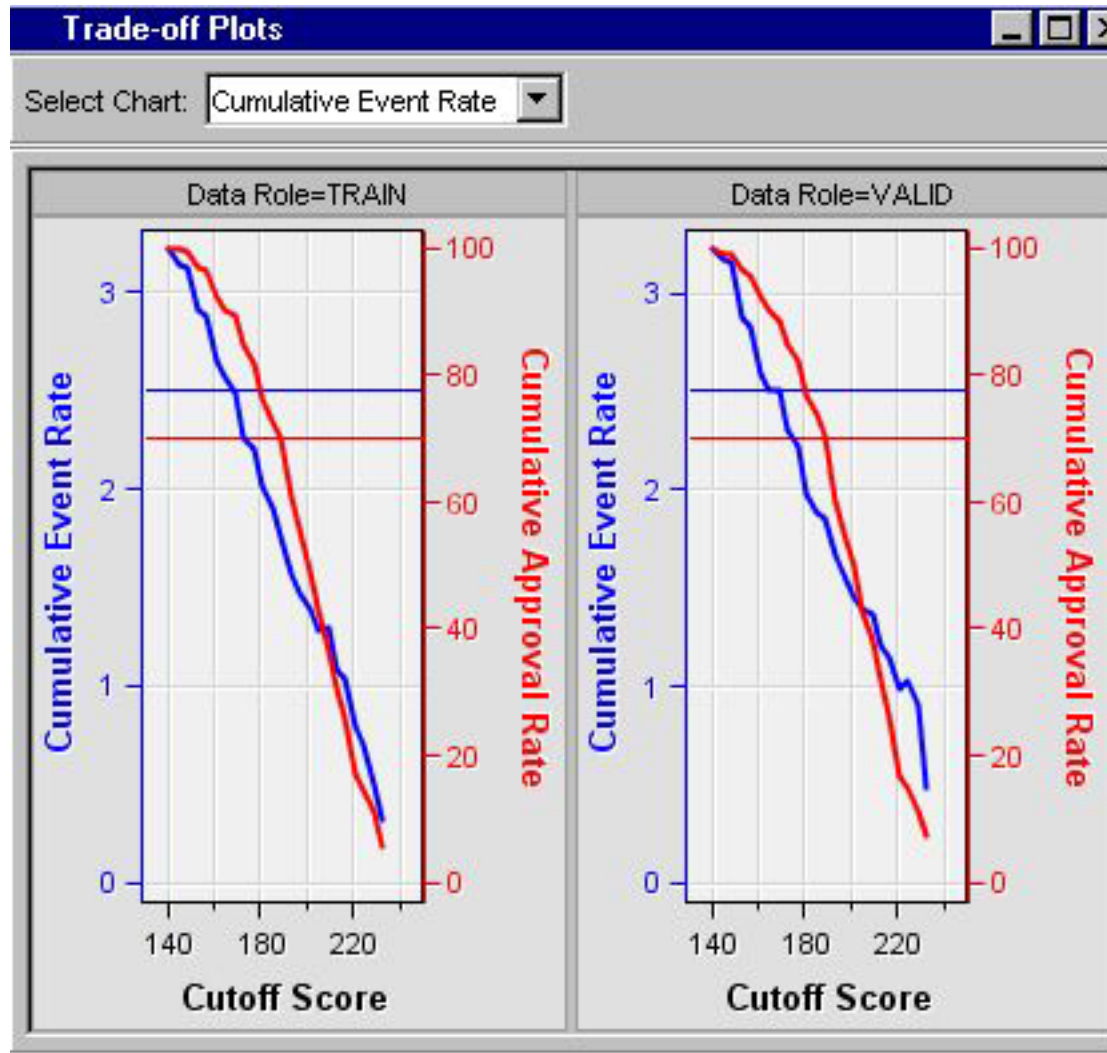 Trade-off Plots
Select Chart: Cumulative Event Rate
Data Role=TRAIN
Cumulative Event Rate
3
2
1
0
100
80
60
40
20
0
Cumulative Approval Rate
140 180 220
Cutoff Score
Data Role=VALID
Cumulative Event Rate
3
2
1
0
100
80
60
40
20
0
Cumulative Approval Rate
140 180 220
Cutoff Score